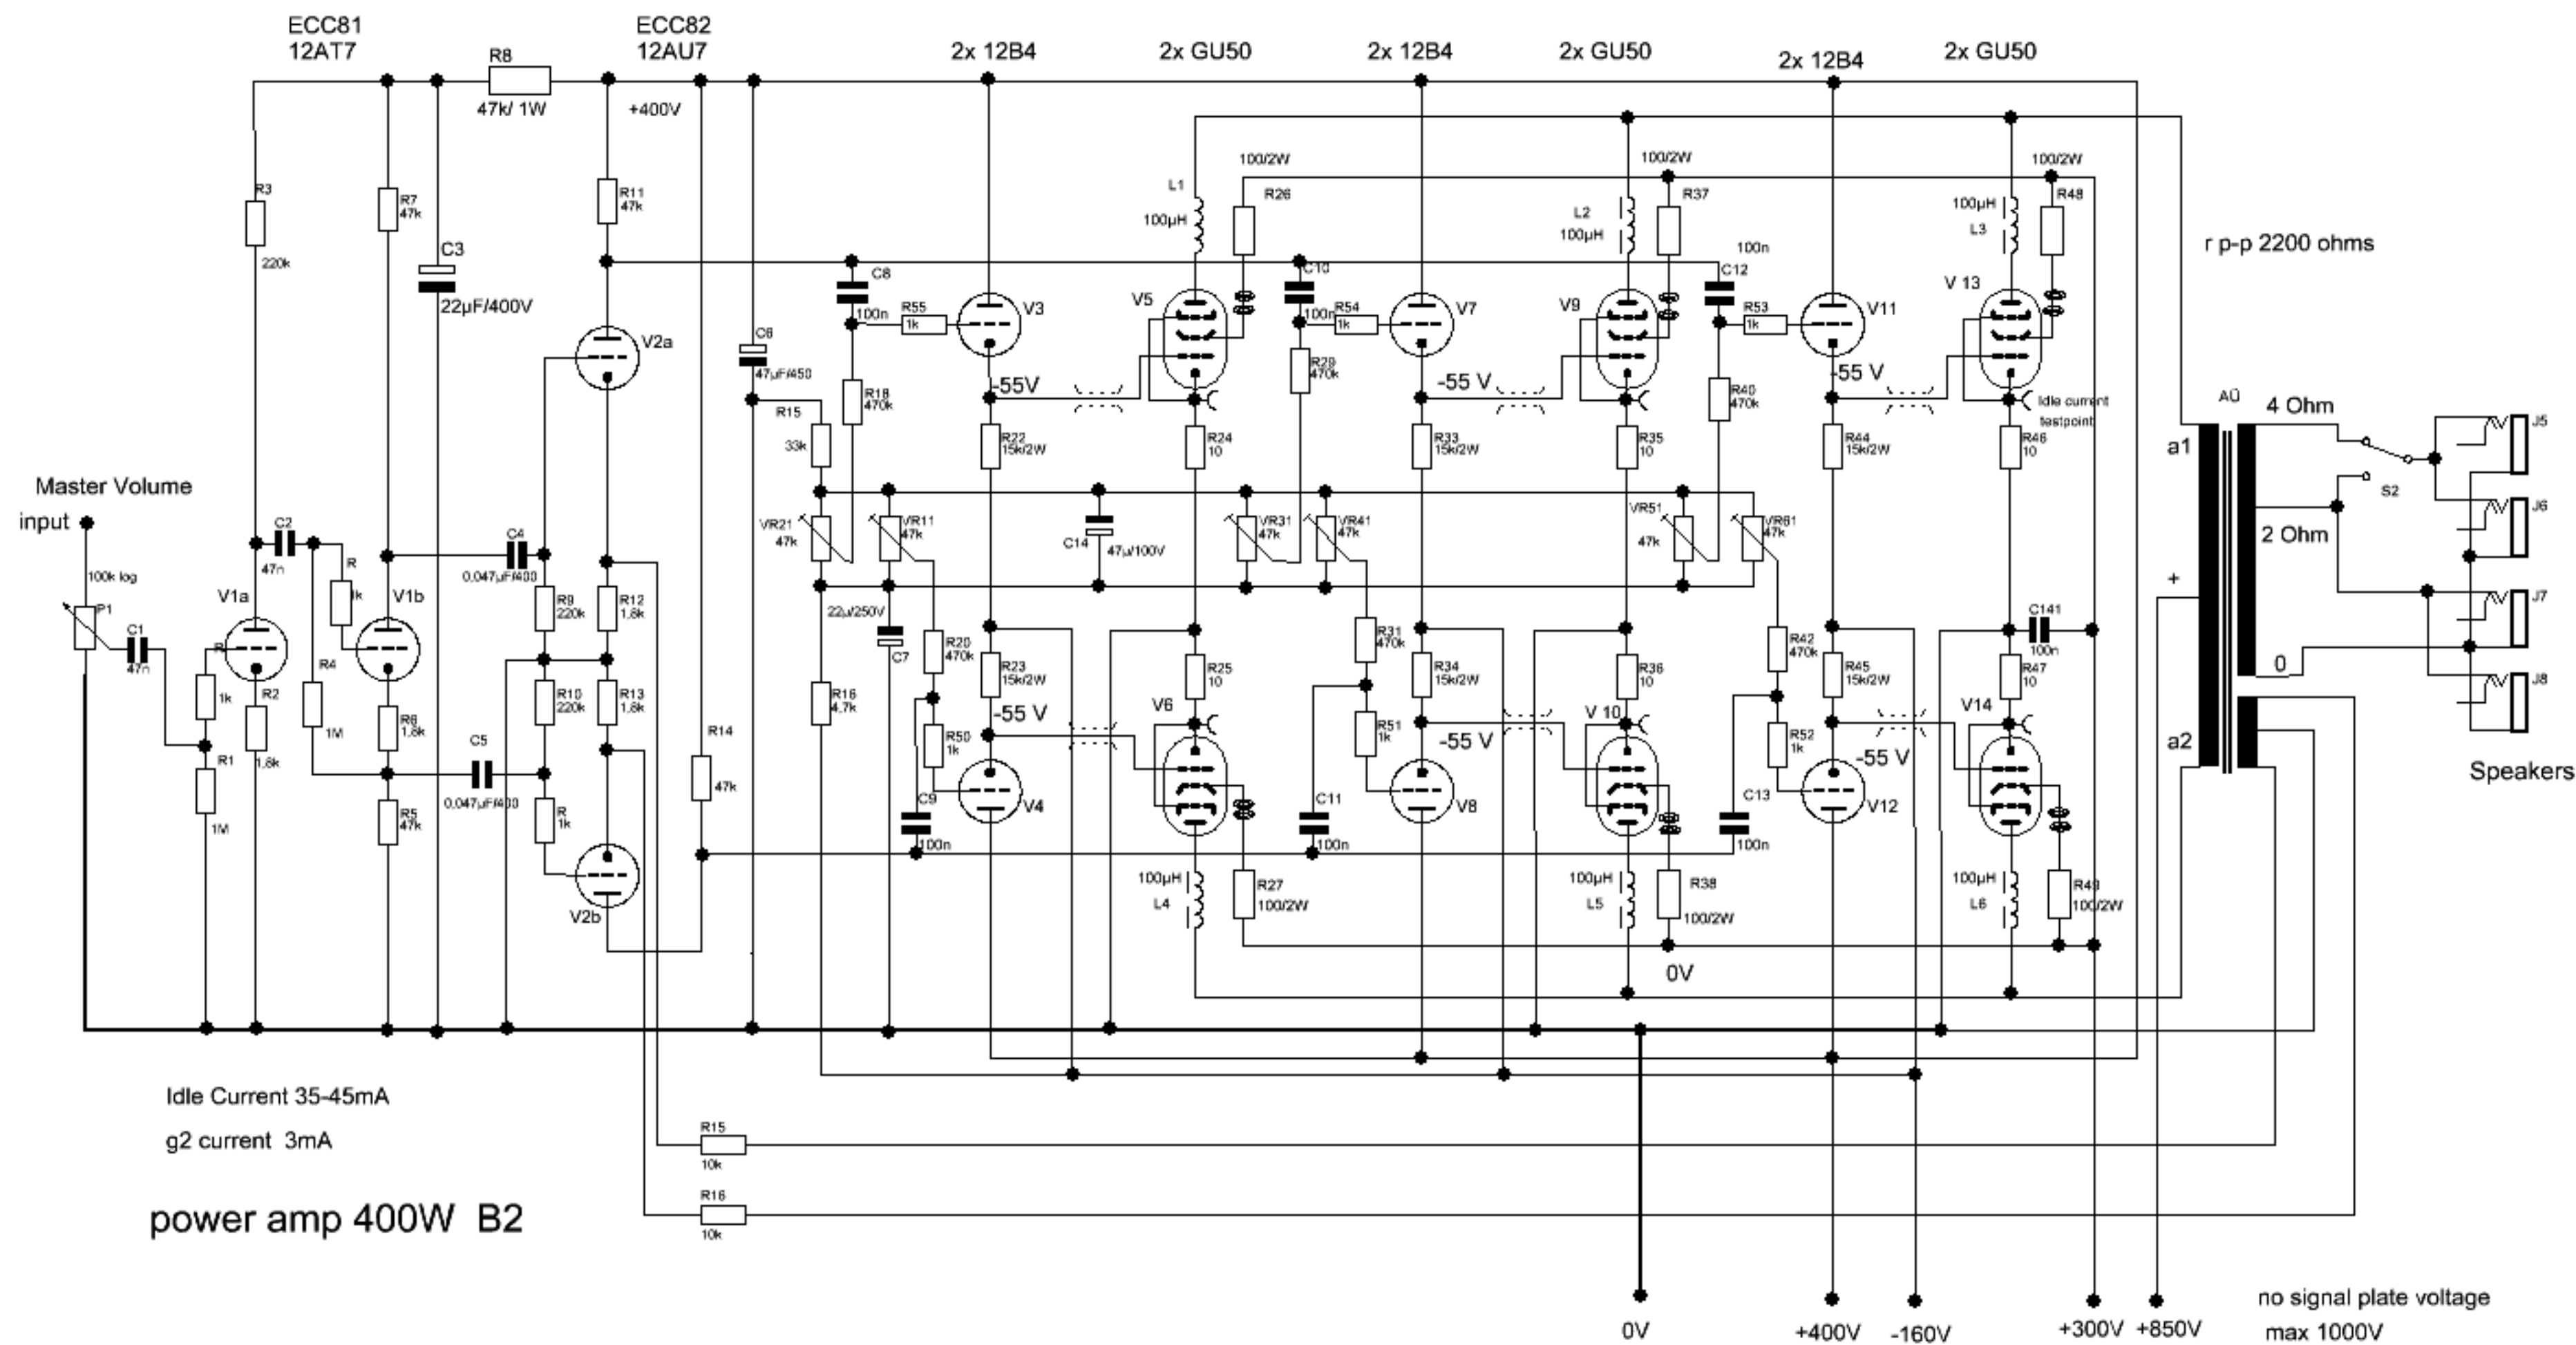 ECC81
12AT7
ECC82
12AU7
2x 12B4
2x GU50
2x 12B4
2x GU50
2x 12B4
2x GU50
R8
47k/ 1W
+400V
R3
220k
R7
47k
C3
22µF/400V
R11
47k
V2a
C6
47µF/450
R15
33k
C8
100n
R55
1k
R18
470k
V3
-55V
R22
15k/2W
L1
100µH
100/2W
R26
V5
R24
10
C10
100n
R54
1k
R29
470k
V7
-55 V
R33
15k/2W
100/2W
R37
L2
100µH
V9
R35
10
100n
C12
R53
1k
R40
470k
V11
-55 V
R44
15k/2W
100/2W
R48
100µH
L3
V 13
Idle current
testpoint
R46
10
r p-p 2200 ohms
AÜ
4 Ohm
a1
2 Ohm
+
0
a2
S2
J5
J6
J7
J8
Speakers
Master Volume
input
100k log
P1
C1
47n
V1a
R
1k
R1
1M
R2
1,8k
C2
47n
R
1k
R4
1M
V1b
R6
1,8k
R5
47k
C4
0,047µF/400
C5
0,047µF/400
R9
220k
R10
220k
R
1k
R12
1,8k
R13
1,8k
V2b
R14
47k
VR21
47k
VR11
47k
C14
47µ/100V
VR31
47k
VR41
47k
VR51
47k
VR61
47k
22µ/250V
C7
R16
4,7k
R20
470k
R50
1k
C9
100n
R23
15k/2W
-55 V
V4
R25
10
V6
100µH
L4
R27
100/2W
R31
470k
R51
1k
C11
100n
R34
15k/2W
-55 V
V8
R36
10
V 10
100µH
L5
R38
100/2W
R42
470k
R52
1k
C13
100n
R45
15k/2W
-55 V
V12
C141
100n
R47
10
V14
100µH
L6
R49
100/2W
0V
Idle Current 35-45mA
g2 current 3mA
R15
10k
R16
10k
power amp 400W B2
0V
+400V
-160V
+300V
+850V
no signal plate voltage
max 1000V